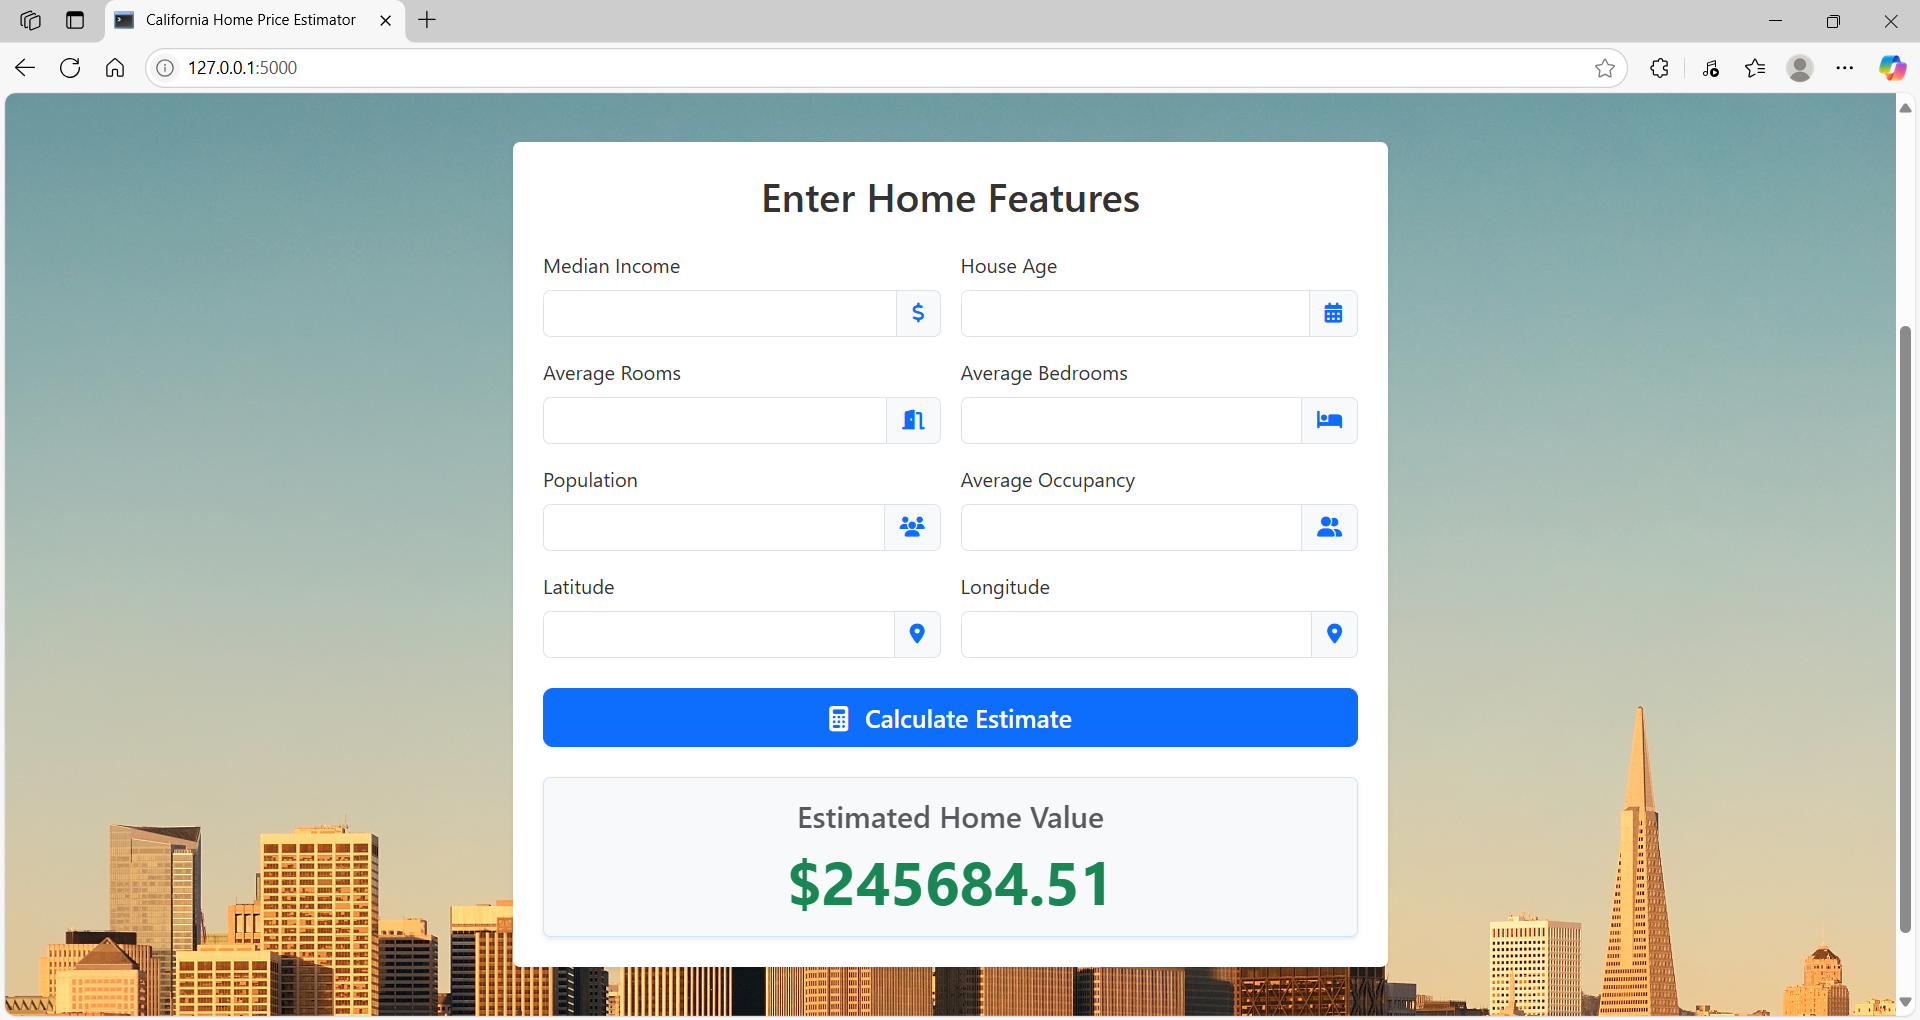 California Home Price Estimator
127.0.0.1:5000
Enter Home Features
Median Income
House Age
$
Average Rooms
Average Bedrooms
Population
Average Occupancy
Latitude
Longitude
Calculate Estimate
Estimated Home Value
$245684.51